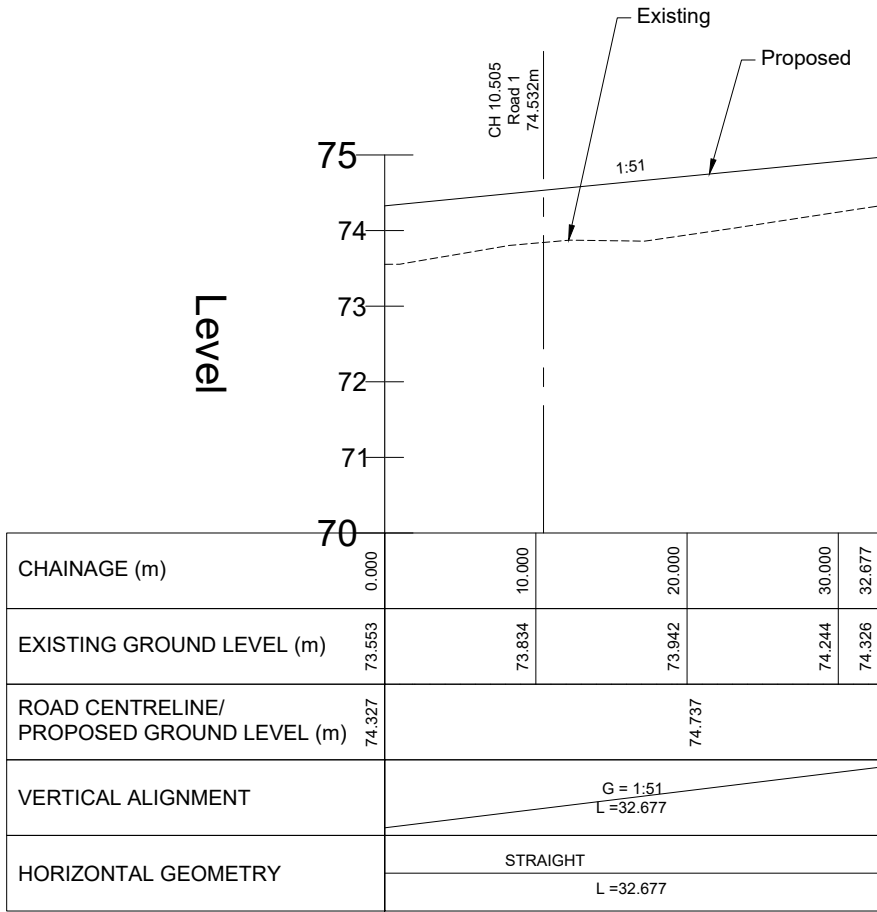 Existing
Proposed
CH 10.505
Road 1
74.532m
1:51
75
74
73
72
71
70
Level
CHAINAGE (m)
0.000
10.000
20.000
30.000
32.677
EXISTING GROUND LEVEL (m)
73.553
73.834
73.942
74.244
74.326
ROAD CENTRELINE/
PROPOSED GROUND LEVEL (m)
74.327
74.737
VERTICAL ALIGNMENT
G = 1:51
L =32.677
HORIZONTAL GEOMETRY
STRAIGHT
L =32.677